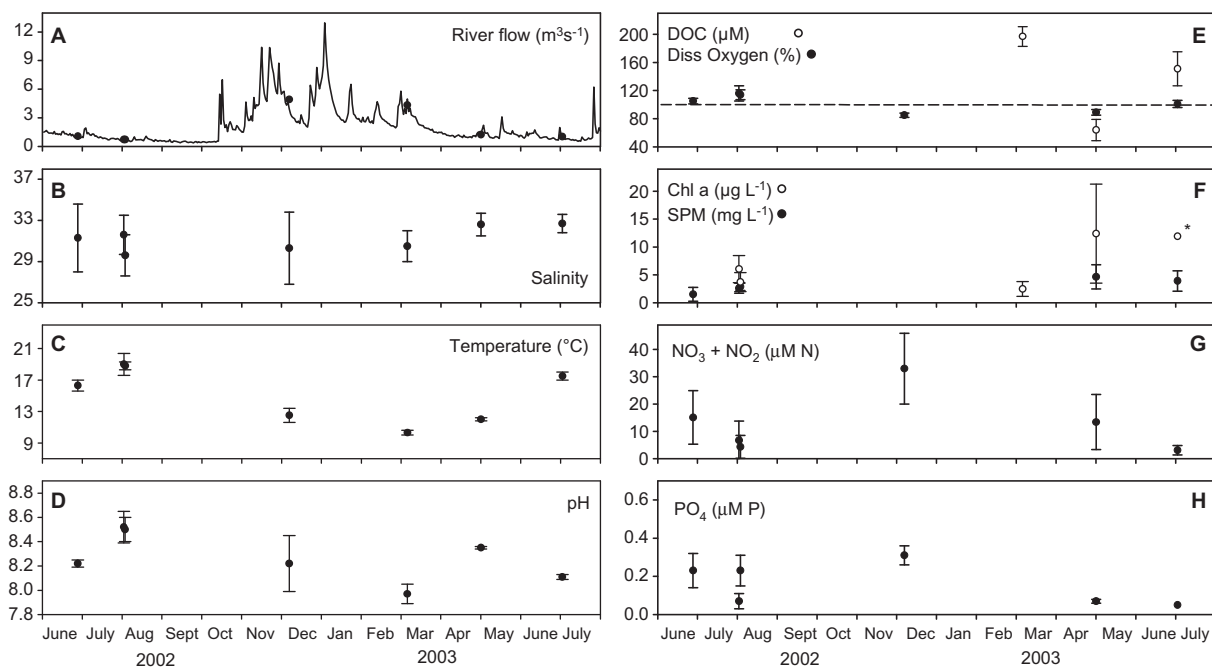 A
River flow (m³s⁻¹)
12
9
6
3
0
B
Salinity
37
33
29
25
C
Temperature (°C)
21
17
13
9
D
pH
8.8
8.6
8.4
8.2
8.0
7.8
June July Aug Sept Oct Nov Dec Jan Feb Mar Apr May June July
2002 2003
E
DOC (µM)
Diss Oxygen (%)
200
160
120
80
40
F
Chl a (µg L⁻¹)
SPM (mg L⁻¹)
*
20
15
10
5
0
G
NO₃ + NO₂ (µM N)
40
30
20
10
0
H
PO₄ (µM P)
0.6
0.4
0.2
0.0
June July Aug Sept Oct Nov Dec Jan Feb Mar Apr May June July
2002 2003